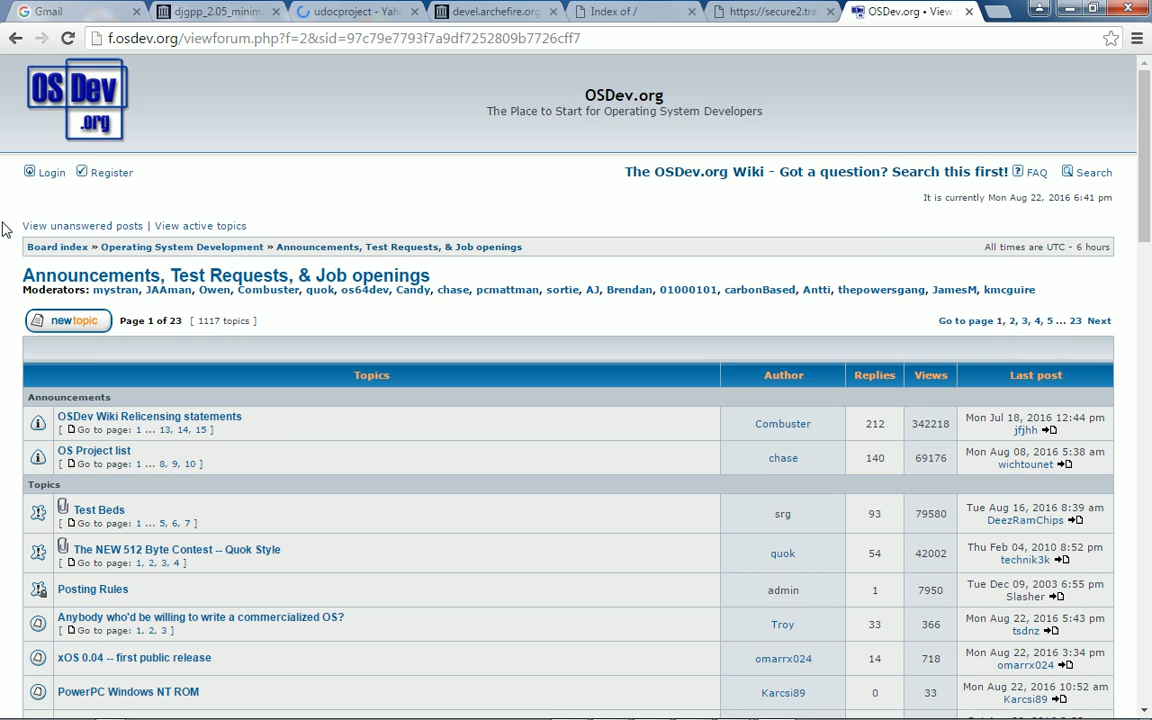 Gmail
djgpp_2.05_minim
udocproject - Yah
devel.archefire.org
Index of /
https://secure2.tra
OSDev.org • View
f.osdev.org/viewforum.php?f=2&sid=97c79e7793f7a9df7252809b7726cff7
OS Dev .org
OSDev.org
The Place to Start for Operating System Developers
Login Register
The OSDev.org Wiki - Got a question? Search this first! FAQ Search
It is currently Mon Aug 22, 2016 6:41 pm
View unanswered posts | View active topics
Board index » Operating System Development » Announcements, Test Requests, & Job openings
All times are UTC - 6 hours
Announcements, Test Requests, & Job openings
Moderators: mystran, JAAman, Owen, Combuster, quok, os64dev, Candy, chase, pcmattman, sortie, AJ, Brendan, 01000101, carbonBased, Antti, thepowersgang, JamesM, kmcguire
newtopic Page 1 of 23 [ 1117 topics ]
Go to page 1, 2, 3, 4, 5 ... 23 Next
Topics Author Replies Views Last post
Announcements
OSDev Wiki Relicensing statements
[ Go to page: 1 ... 13, 14, 15 ]
Combuster 212 342218
Mon Jul 18, 2016 12:44 pm
jfjhh
OS Project list
[ Go to page: 1 ... 8, 9, 10 ]
chase 140 69176
Mon Aug 08, 2016 5:38 am
wichtounet
Topics
Test Beds
[ Go to page: 1 ... 5, 6, 7 ]
srg 93 79580
Tue Aug 16, 2016 8:39 am
DeezRamChips
The NEW 512 Byte Contest -- Quok Style
[ Go to page: 1, 2, 3, 4 ]
quok 54 42002
Thu Feb 04, 2010 8:52 pm
technik3k
Posting Rules
admin 1 7950
Tue Dec 09, 2003 6:55 pm
Slasher
Anybody who'd be willing to write a commercialized OS?
[ Go to page: 1, 2, 3 ]
Troy 33 366
Mon Aug 22, 2016 5:43 pm
tsdnz
xOS 0.04 -- first public release
omarrx024 14 718
Mon Aug 22, 2016 3:34 pm
omarrx024
PowerPC Windows NT ROM
Karcsi89 0 33
Mon Aug 22, 2016 10:52 am
Karcsi89